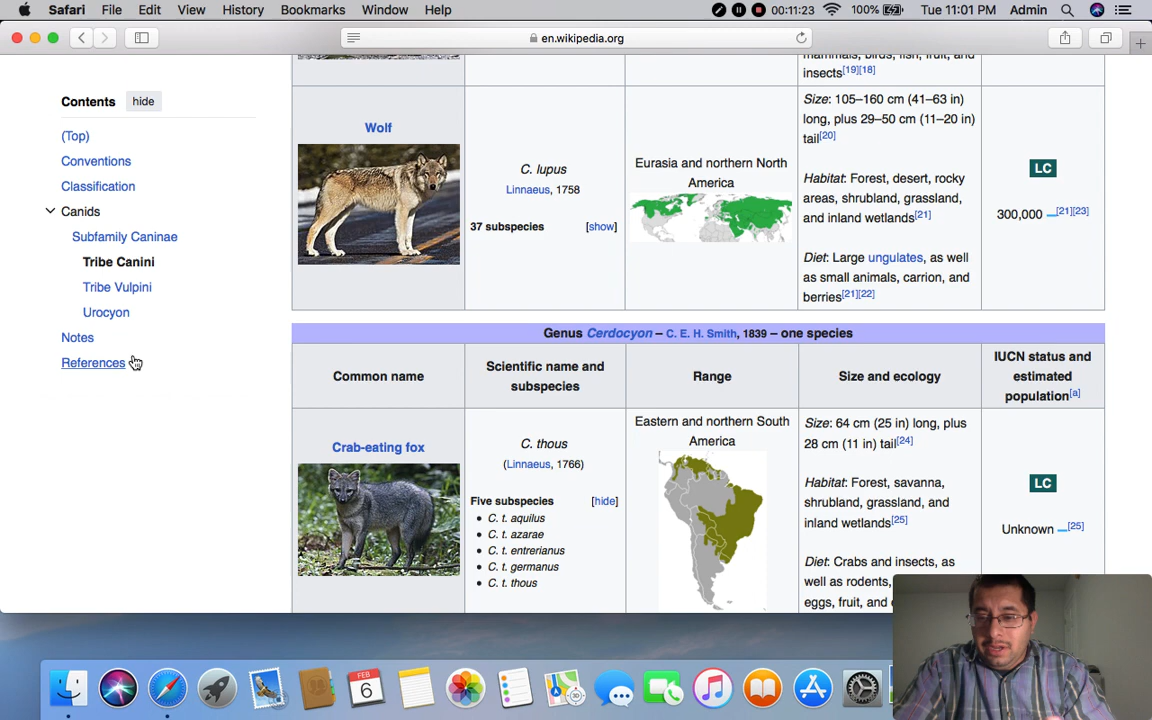 Safari File Edit View History Bookmarks Window Help 00:11:23 100% Tue 11:01 PM Admin
en.wikipedia.org
Contents hide
(Top)
Conventions
Classification
Canids
Subfamily Caninae
Tribe Canini
Tribe Vulpini
Urocyon
Notes
References
mammals, birds, fish, fruit, and
insects[19][18]
Wolf
C. lupus
Linnaeus, 1758
37 subspecies [show]
Eurasia and northern North
America
Size: 105–160 cm (41–63 in)
long, plus 29–50 cm (11–20 in)
tail[20]
Habitat: Forest, desert, rocky
areas, shrubland, grassland,
and inland wetlands[21]
Diet: Large ungulates, as well
as small animals, carrion, and
berries[21][22]
LC
300,000 [21][23]
Genus Cerdocyon – C. E. H. Smith, 1839 – one species
Common name
Scientific name and
subspecies
Range
Size and ecology
IUCN status and
estimated
population[a]
Crab-eating fox
C. thous
(Linnaeus, 1766)
Five subspecies [hide]
• C. t. aquilus
• C. t. azarae
• C. t. entrerianus
• C. t. germanus
• C. t. thous
Eastern and northern South
America
Size: 64 cm (25 in) long, plus
28 cm (11 in) tail[24]
Habitat: Forest, savanna,
shrubland, grassland, and
inland wetlands[25]
Diet: Crabs and insects, as
well as rodents,
eggs, fruit, and
LC
Unknown [25]
FEB
6